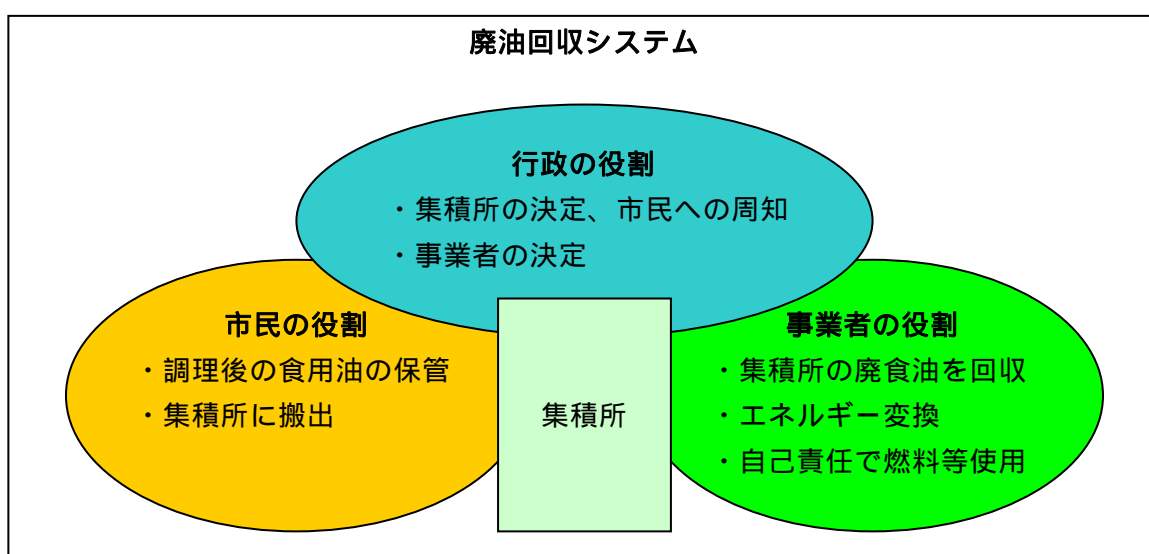 廃油回収システム
行政の役割
・集積所の決定、市民への周知
・事業者の決定
市民の役割
・調理後の食用油の保管
・集積所に搬出
集積所
事業者の役割
・集積所の廃食油を回収
・エネルギー変換
・自己責任で燃料等使用